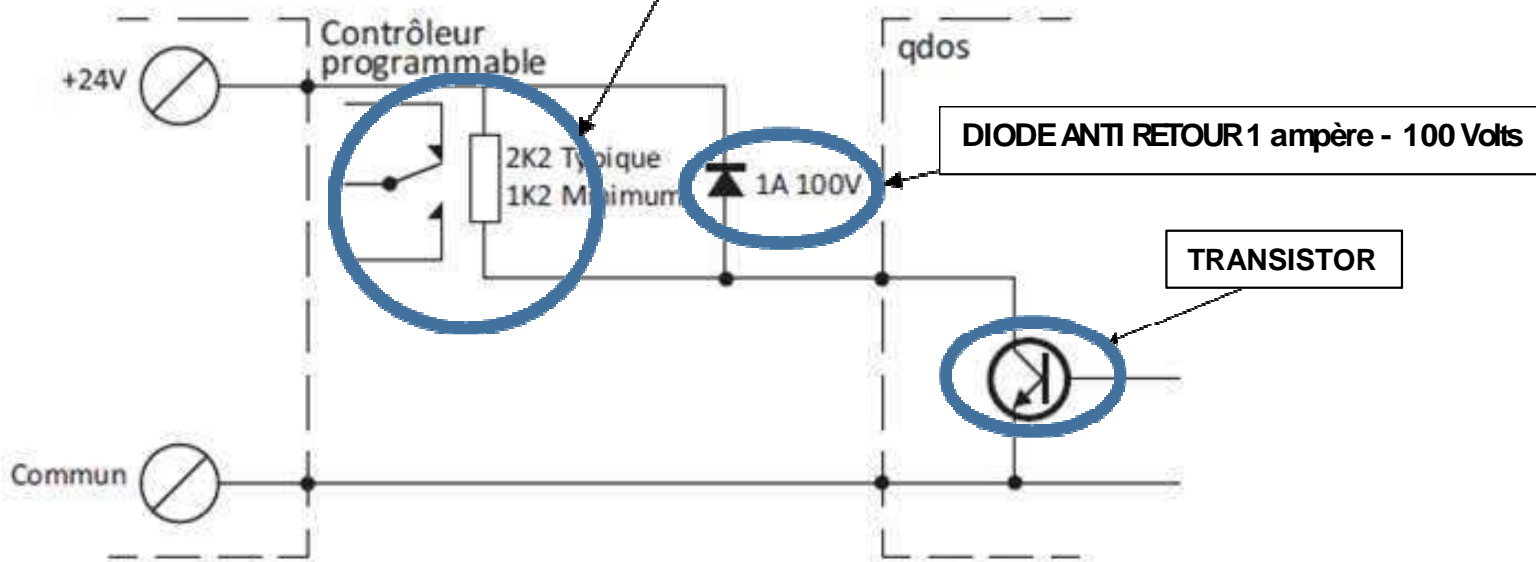 Contrôleur
programmable
qdos
+24V
DIODE ANTI RETOUR 1 ampère - 100 Volts
2K2 Typique
1K2 Minimum
1A 100V
TRANSISTOR
Commun